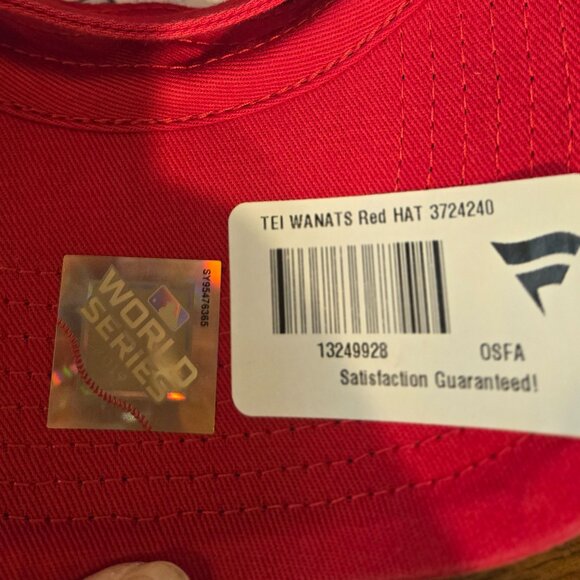 TEI WANATS Red HAT 3724240
13249928 OSFA
Satisfaction Guaranteed!
WORLD
SERIES
SY95476365